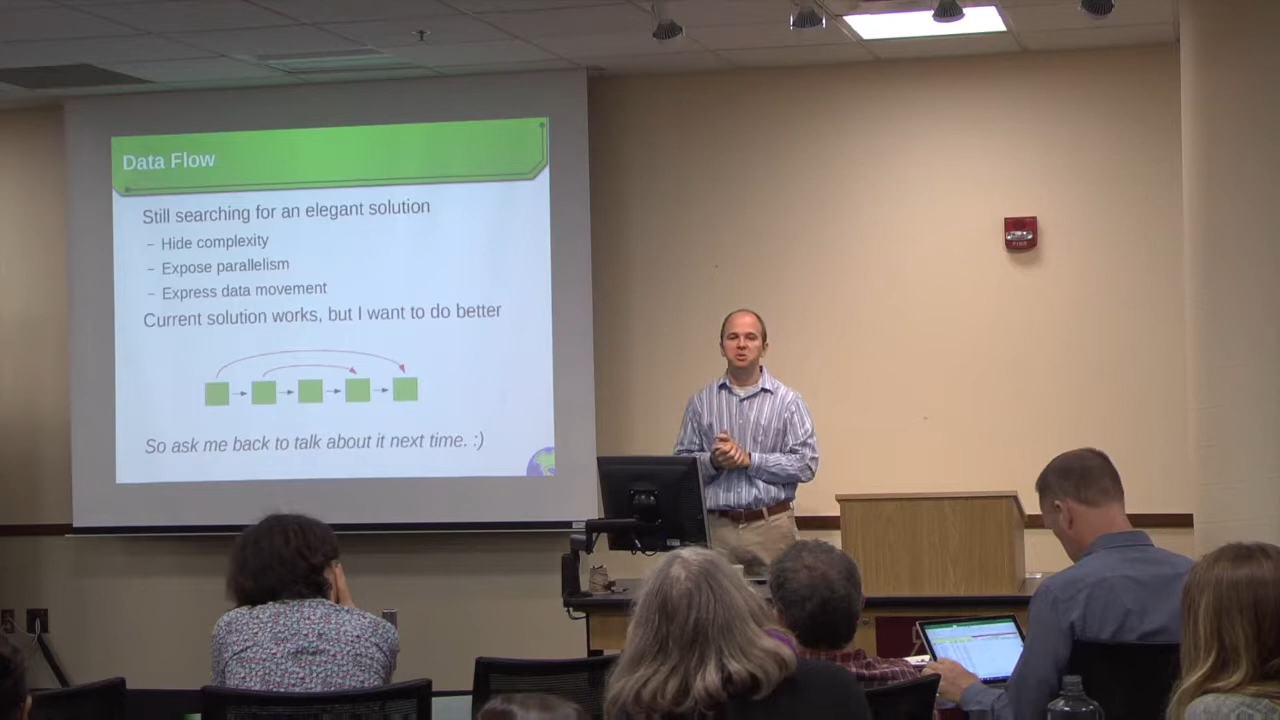 Data Flow
Still searching for an elegant solution
– Hide complexity
– Expose parallelism
– Express data movement
Current solution works, but I want to do better
So ask me back to talk about it next time. :)
FIRE